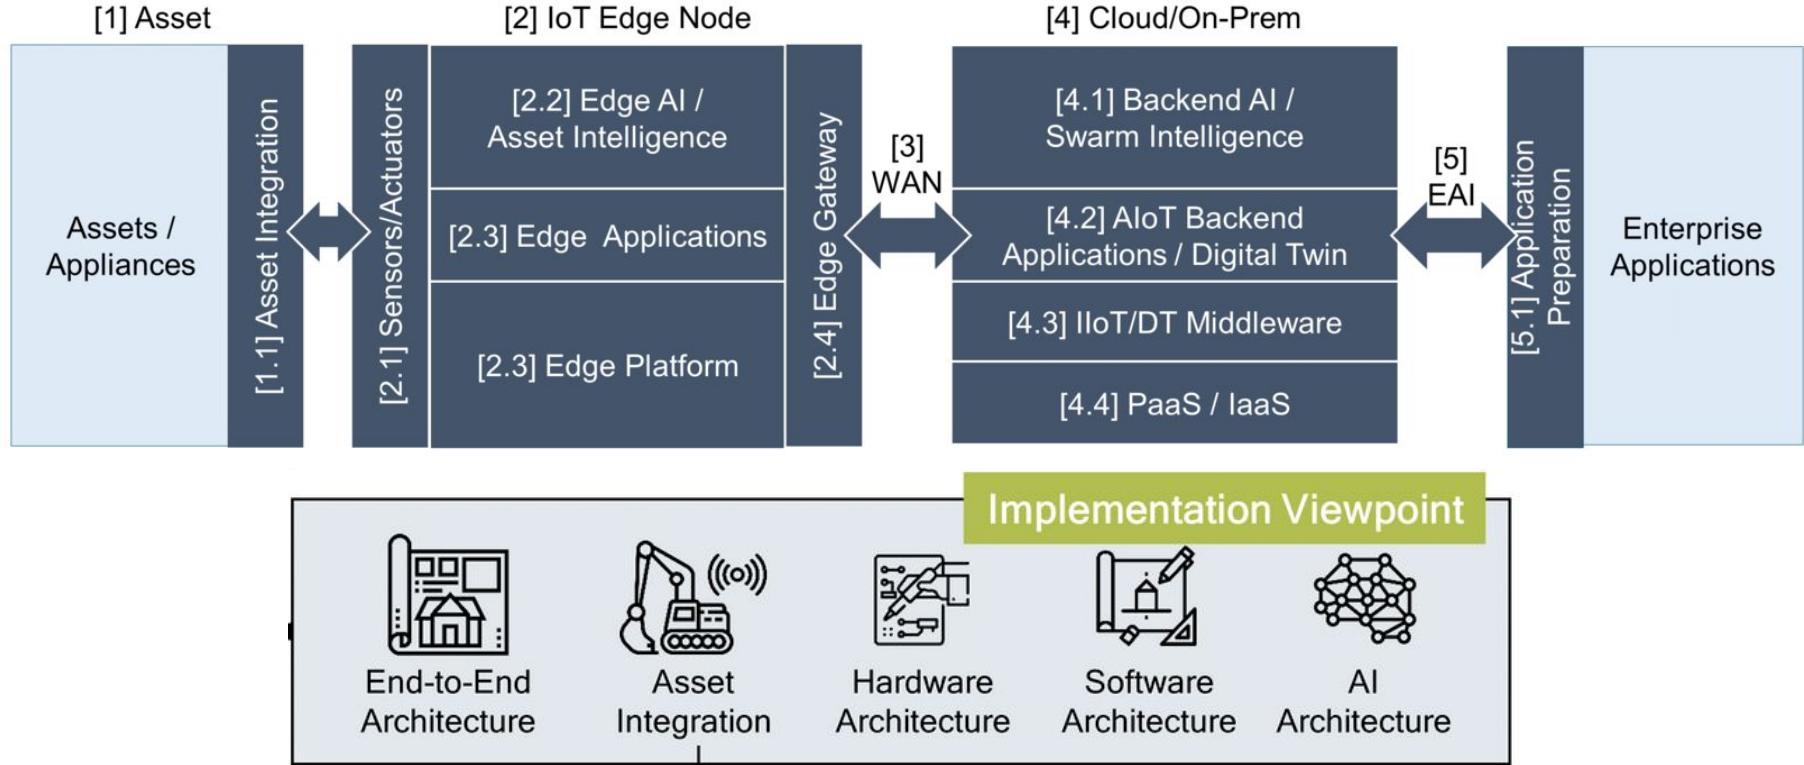 [1] Asset
[2] IoT Edge Node
[4] Cloud/On-Prem
Assets /
Appliances
[1.1] Asset Integration
[2.1] Sensors/Actuators
[2.2] Edge AI /
Asset Intelligence
[2.3] Edge Applications
[2.3] Edge Platform
[2.4] Edge Gateway
[3]
WAN
[4.1] Backend AI /
Swarm Intelligence
[4.2] AIoT Backend
Applications / Digital Twin
[4.3] IIoT/DT Middleware
[4.4] PaaS / IaaS
[5]
EAI
[5.1] Application
Preparation
Enterprise
Applications
Implementation Viewpoint
End-to-End
Architecture
Asset
Integration
Hardware
Architecture
Software
Architecture
AI
Architecture